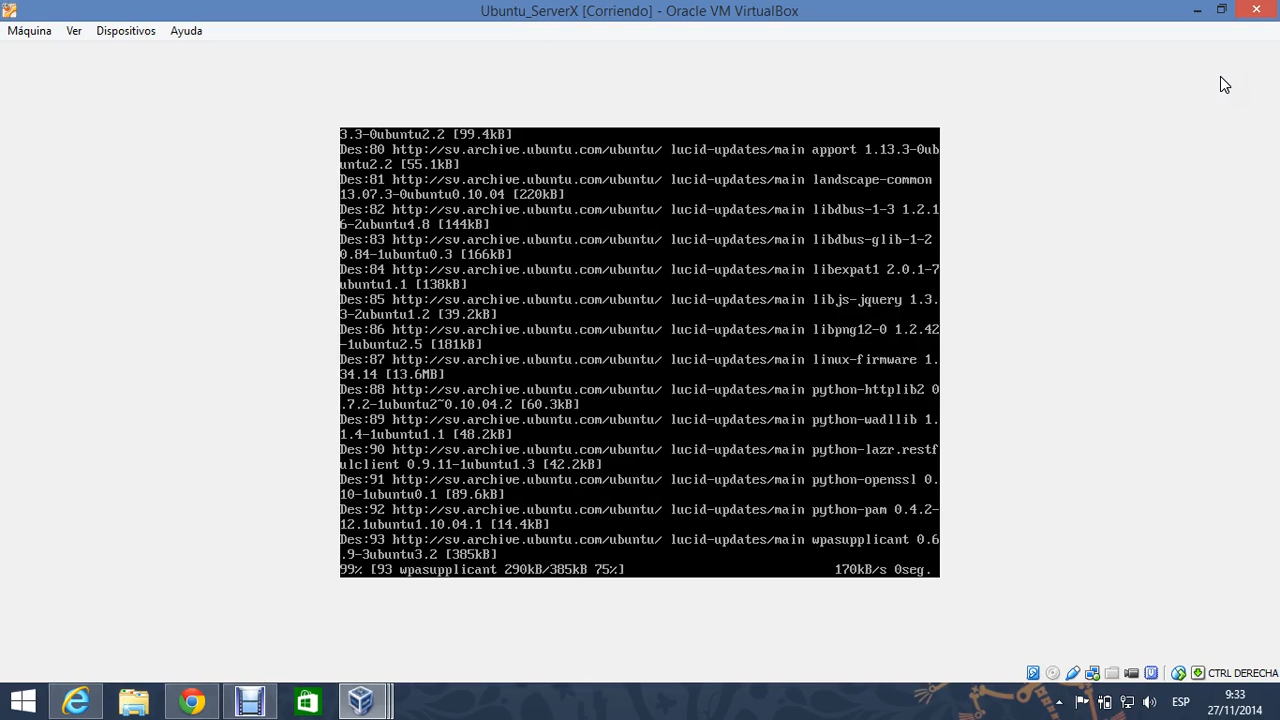 Ubuntu_ServerX [Corriendo] - Oracle VM VirtualBox
Máquina Ver Dispositivos Ayuda
3.3-0ubuntu2.2 [99.4kB]
Des:80 http://sv.archive.ubuntu.com/ubuntu/ lucid-updates/main apport 1.13.3-0ub
untu2.2 [55.1kB]
Des:81 http://sv.archive.ubuntu.com/ubuntu/ lucid-updates/main landscape-common
13.07.3-0ubuntu0.10.04 [220kB]
Des:82 http://sv.archive.ubuntu.com/ubuntu/ lucid-updates/main libdbus-1-3 1.2.1
6-2ubuntu4.8 [144kB]
Des:83 http://sv.archive.ubuntu.com/ubuntu/ lucid-updates/main libdbus-glib-1-2
0.84-1ubuntu0.3 [166kB]
Des:84 http://sv.archive.ubuntu.com/ubuntu/ lucid-updates/main libexpat1 2.0.1-7
ubuntu1.1 [138kB]
Des:85 http://sv.archive.ubuntu.com/ubuntu/ lucid-updates/main libjs-jquery 1.3.
3-2ubuntu1.2 [39.2kB]
Des:86 http://sv.archive.ubuntu.com/ubuntu/ lucid-updates/main libpng12-0 1.2.42
-1ubuntu2.5 [181kB]
Des:87 http://sv.archive.ubuntu.com/ubuntu/ lucid-updates/main linux-firmware 1.
34.14 [13.6MB]
Des:88 http://sv.archive.ubuntu.com/ubuntu/ lucid-updates/main python-httplib2 0
.7.2-1ubuntu2~0.10.04.2 [60.3kB]
Des:89 http://sv.archive.ubuntu.com/ubuntu/ lucid-updates/main python-wadllib 1.
1.4-1ubuntu1.1 [48.2kB]
Des:90 http://sv.archive.ubuntu.com/ubuntu/ lucid-updates/main python-lazr.restf
ulclient 0.9.11-1ubuntu1.3 [42.2kB]
Des:91 http://sv.archive.ubuntu.com/ubuntu/ lucid-updates/main python-openssl 0.
10-1ubuntu0.1 [89.6kB]
Des:92 http://sv.archive.ubuntu.com/ubuntu/ lucid-updates/main python-pam 0.4.2-
12.1ubuntu1.10.04.1 [14.4kB]
Des:93 http://sv.archive.ubuntu.com/ubuntu/ lucid-updates/main wpasupplicant 0.6
.9-3ubuntu3.2 [385kB]
99% [93 wpasupplicant 290kB/385kB 75%] 170kB/s 0seg.
CTRL DERECHA
ESP
9:33
27/11/2014